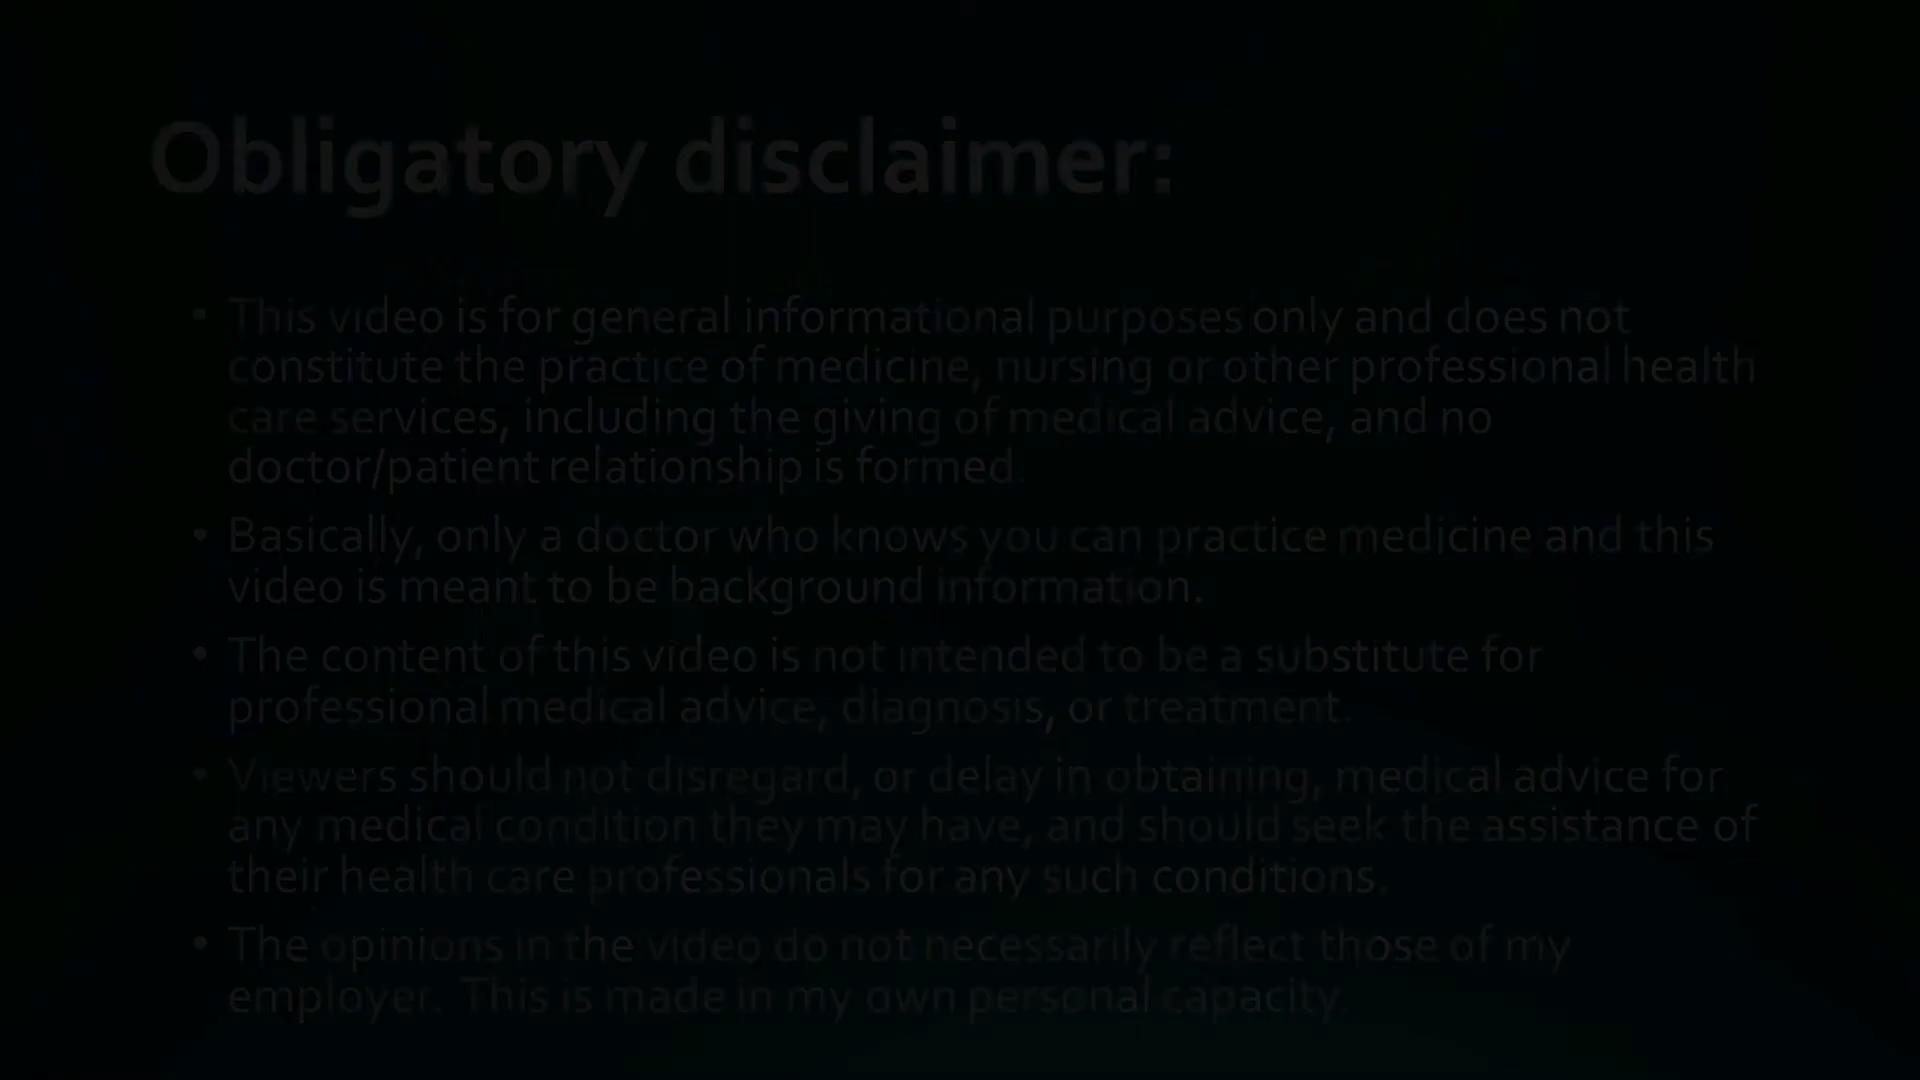 Obligatory disclaimer:
• This video is for general informational purposes only and does not
constitute the practice of medicine, nursing or other professional health
care services, including the giving of medical advice, and no
doctor/patient relationship is formed.
• Basically, only a doctor who knows you can practice medicine and this
video is meant to be background information.
• The content of this video is not intended to be a substitute for
professional medical advice, diagnosis, or treatment.
• Viewers should not disregard, or delay in obtaining, medical advice for
any medical condition they may have, and should seek the assistance of
their health care professionals for any such conditions.
• The opinions in the video do not necessarily reflect those of my
employer. This is made in my own personal capacity.